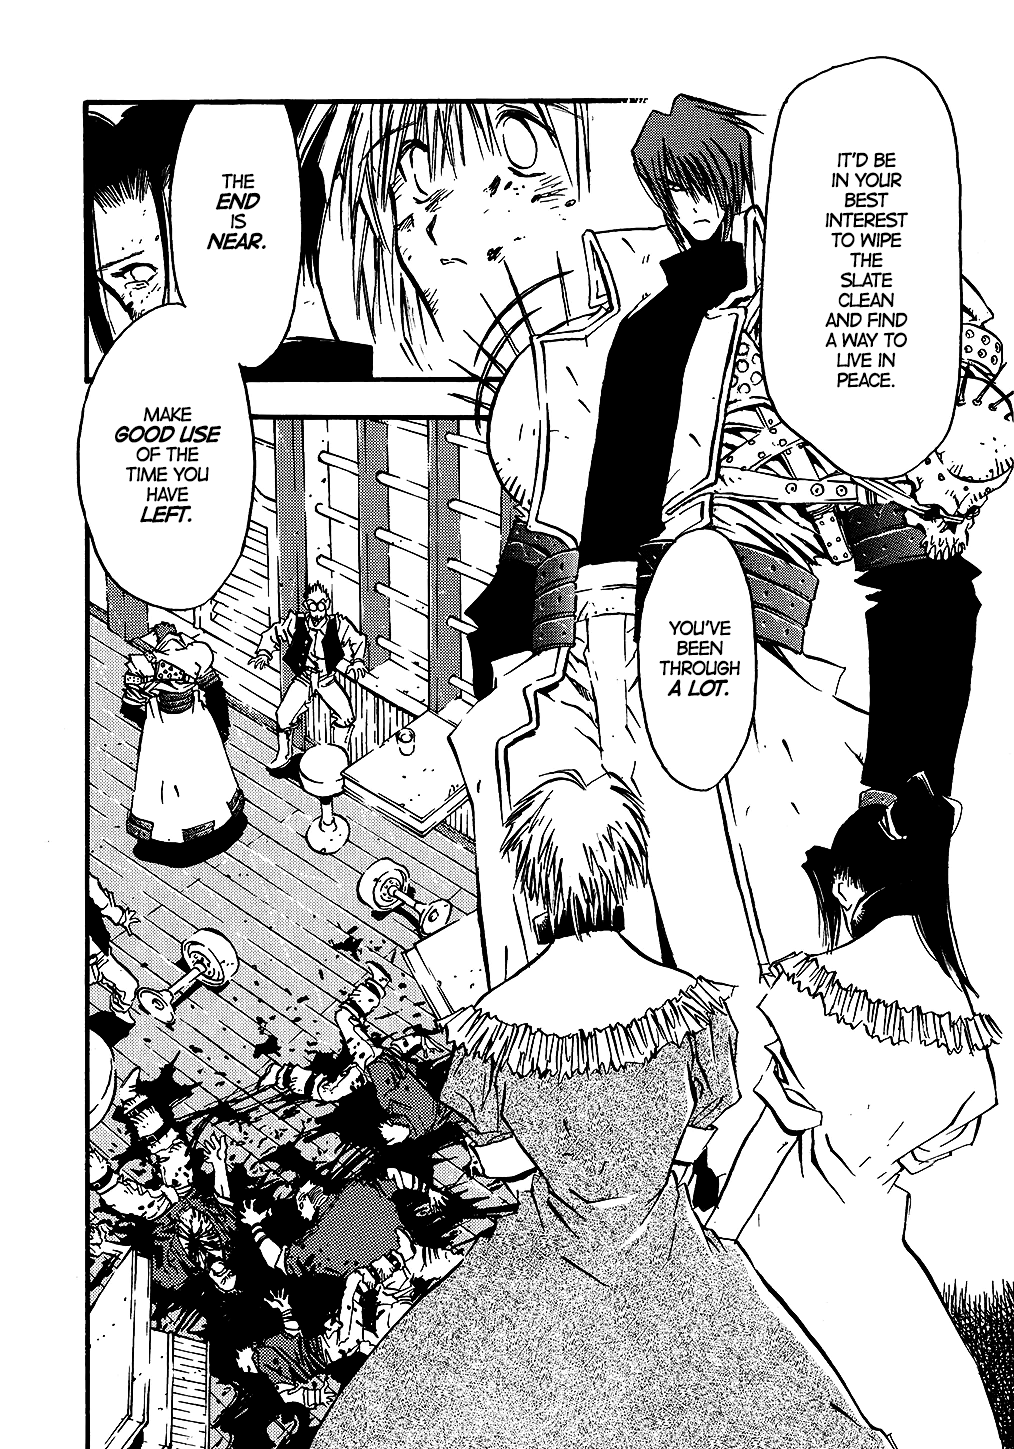 IT'D BE
IN YOUR
BEST
INTEREST
TO WIPE
THE
SLATE
CLEAN
AND FIND
A WAY TO
LIVE IN
PEACE.
YOU'VE
BEEN
THROUGH
A LOT.
THE
END
IS
NEAR.
MAKE
GOOD USE
OF THE
TIME YOU
HAVE
LEFT.